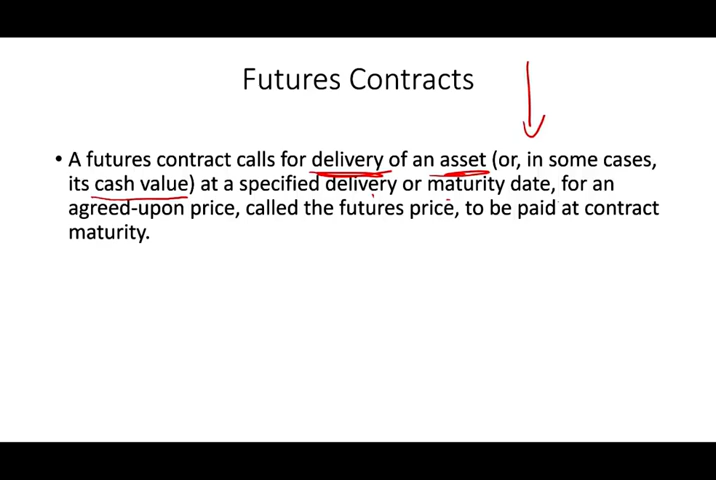 Futures Contracts
• A futures contract calls for delivery of an asset (or, in some cases,
its cash value) at a specified delivery or maturity date, for an
agreed-upon price, called the futures price, to be paid at contract
maturity.